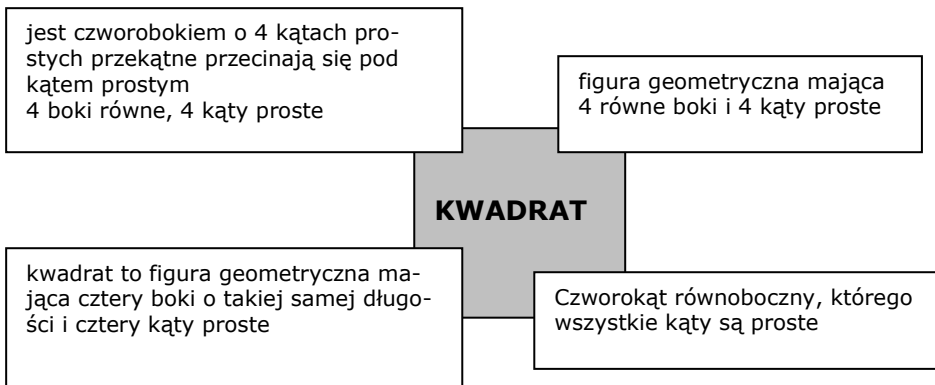 jest czworobokiem o 4 kątach pro-
stych przekątne przecinają się pod
kątem prostym
4 boki równe, 4 kąty proste
figura geometryczna mająca
4 równe boki i 4 kąty proste
KWADRAT
kwadrat to figura geometryczna ma-
jąca cztery boki o takiej samej długo-
ści i cztery kąty proste
Czworokąt równoboczny, którego
wszystkie kąty są proste